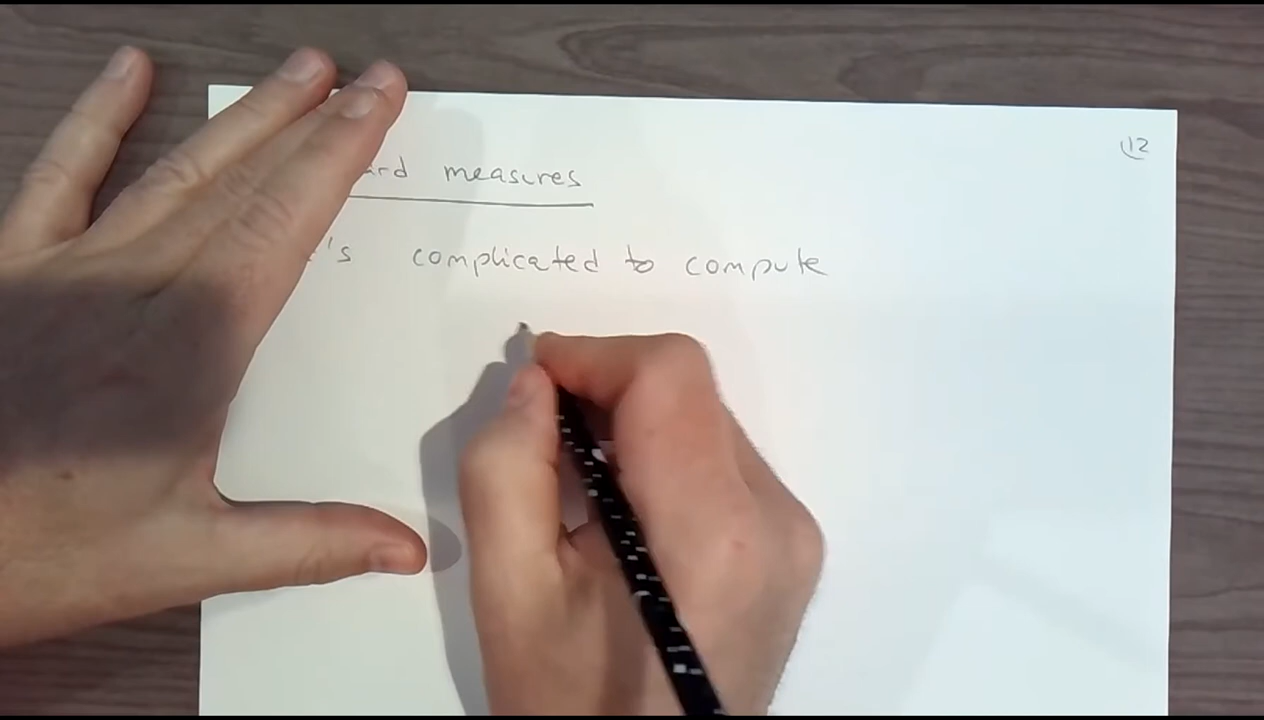 12
measures
complicated to compute